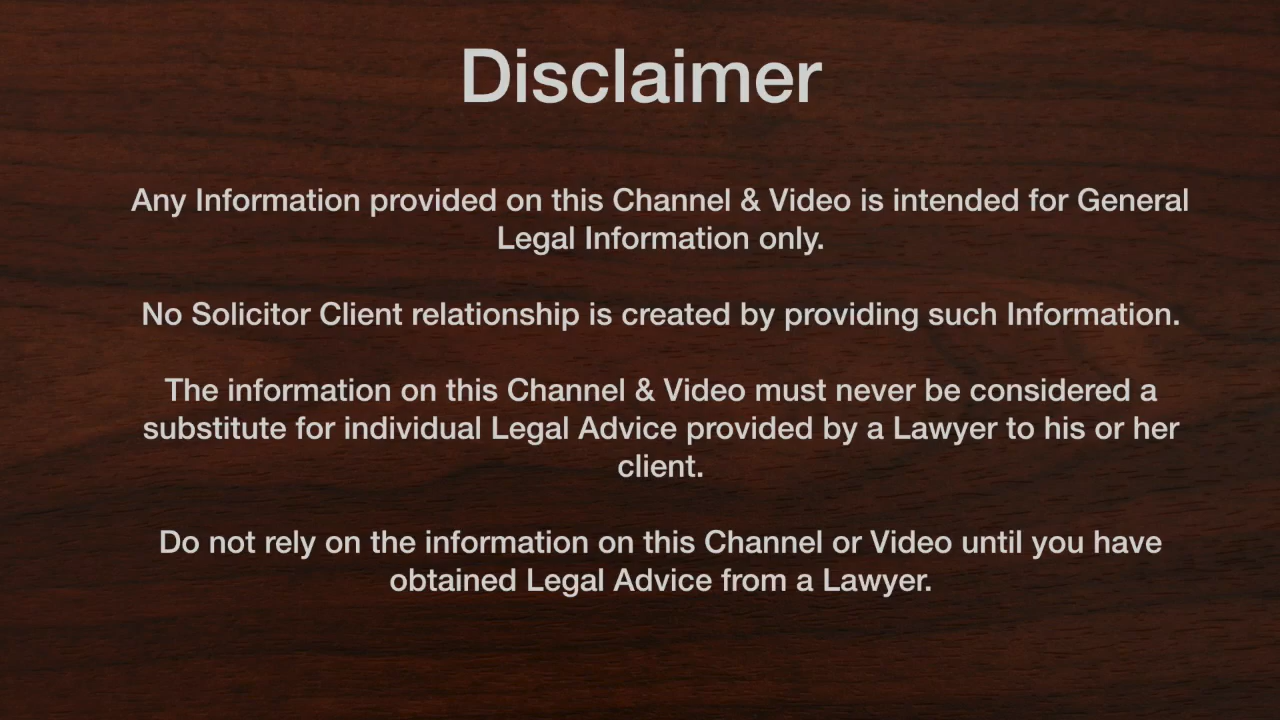 Disclaimer
Any Information provided on this Channel & Video is intended for General
Legal Information only.
No Solicitor Client relationship is created by providing such Information.
The information on this Channel & Video must never be considered a
substitute for individual Legal Advice provided by a Lawyer to his or her
client.
Do not rely on the information on this Channel or Video until you have
obtained Legal Advice from a Lawyer.